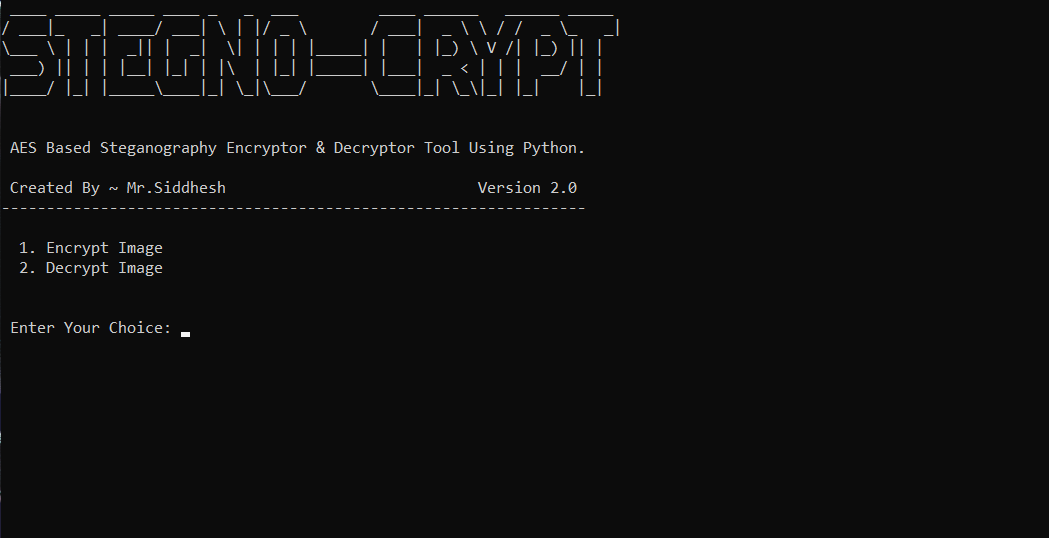 STEGNO-CRYPT
AES Based Steganography Encryptor & Decryptor Tool Using Python.
Created By ~ Mr.Siddhesh Version 2.0
-----------------------------------------------------------------
1. Encrypt Image
2. Decrypt Image
Enter Your Choice: